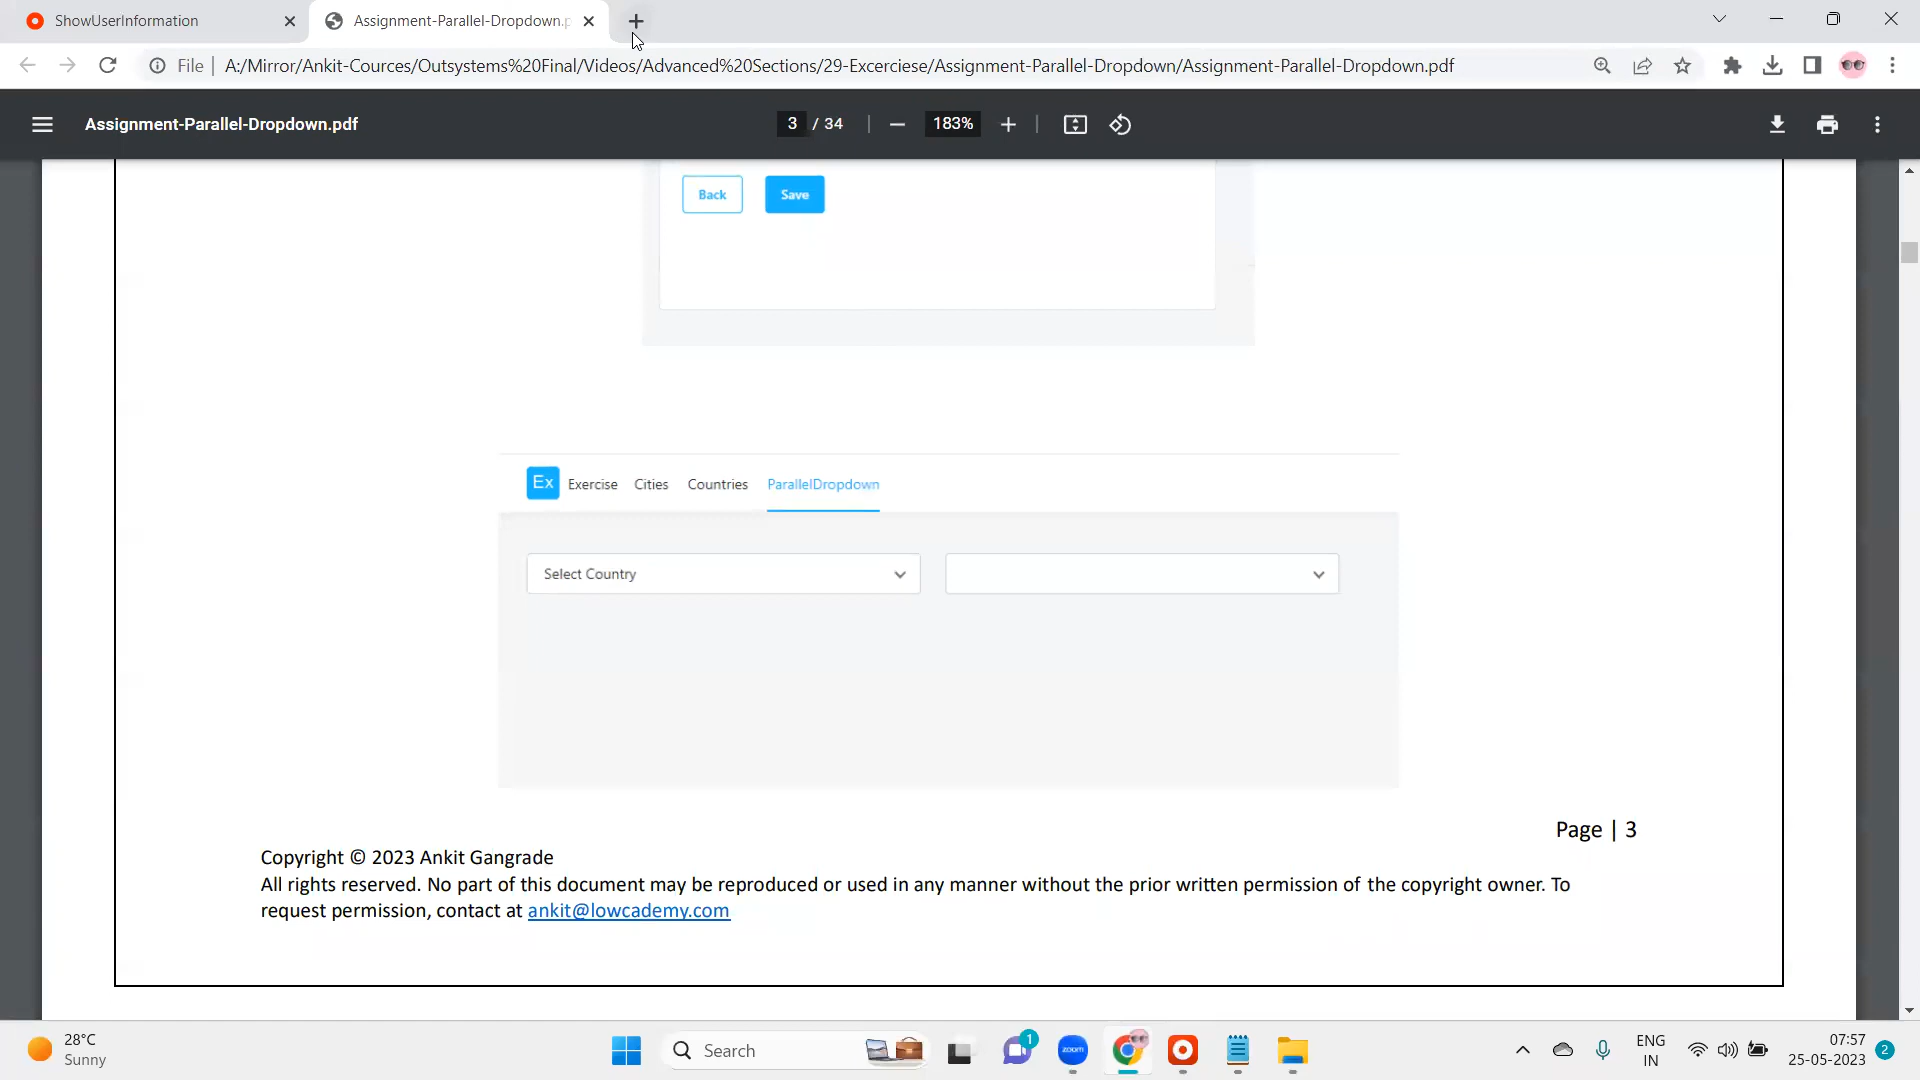 ShowUserInformation
Assignment-Parallel-Dropdown.p
File
A:/Mirror/Ankit-Cources/Outsystems%20Final/Videos/Advanced%20Sections/29-Excerciese/Assignment-Parallel-Dropdown/Assignment-Parallel-Dropdown.pdf
Assignment-Parallel-Dropdown.pdf
3 / 34
183%
Back
Save
Ex
Exercise
Cities
Countries
ParallelDropdown
Select Country
Page | 3
Copyright © 2023 Ankit Gangrade
All rights reserved. No part of this document may be reproduced or used in any manner without the prior written permission of the copyright owner. To
request permission, contact at ankit@lowcademy.com
28°C
Sunny
Search
1
zoom
ENG
IN
07:57
25-05-2023
2